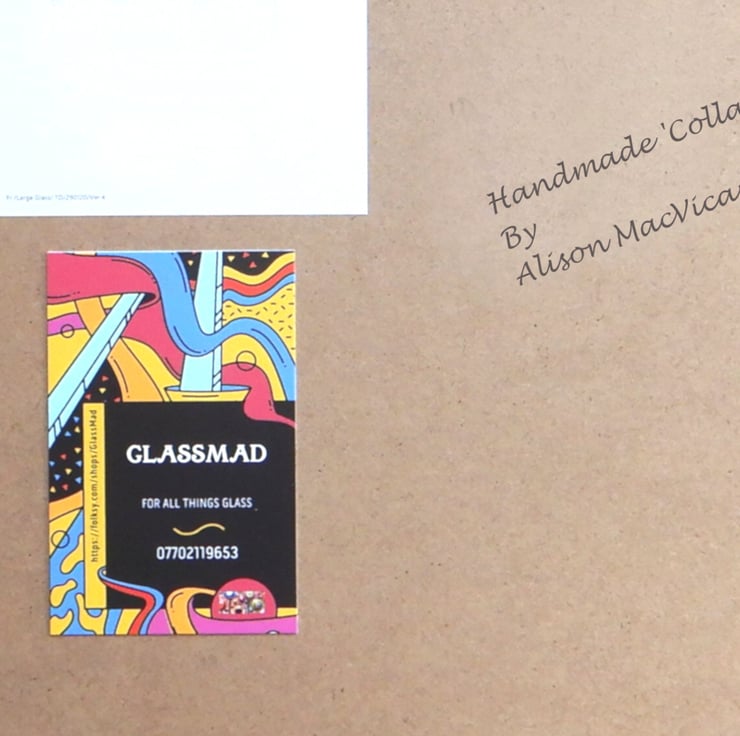 Handmade 'Colla
By
Alison MacVica
https://folksy.com/shops/GlassMad
GLASSMAD
FOR ALL THINGS GLASS
07702119653